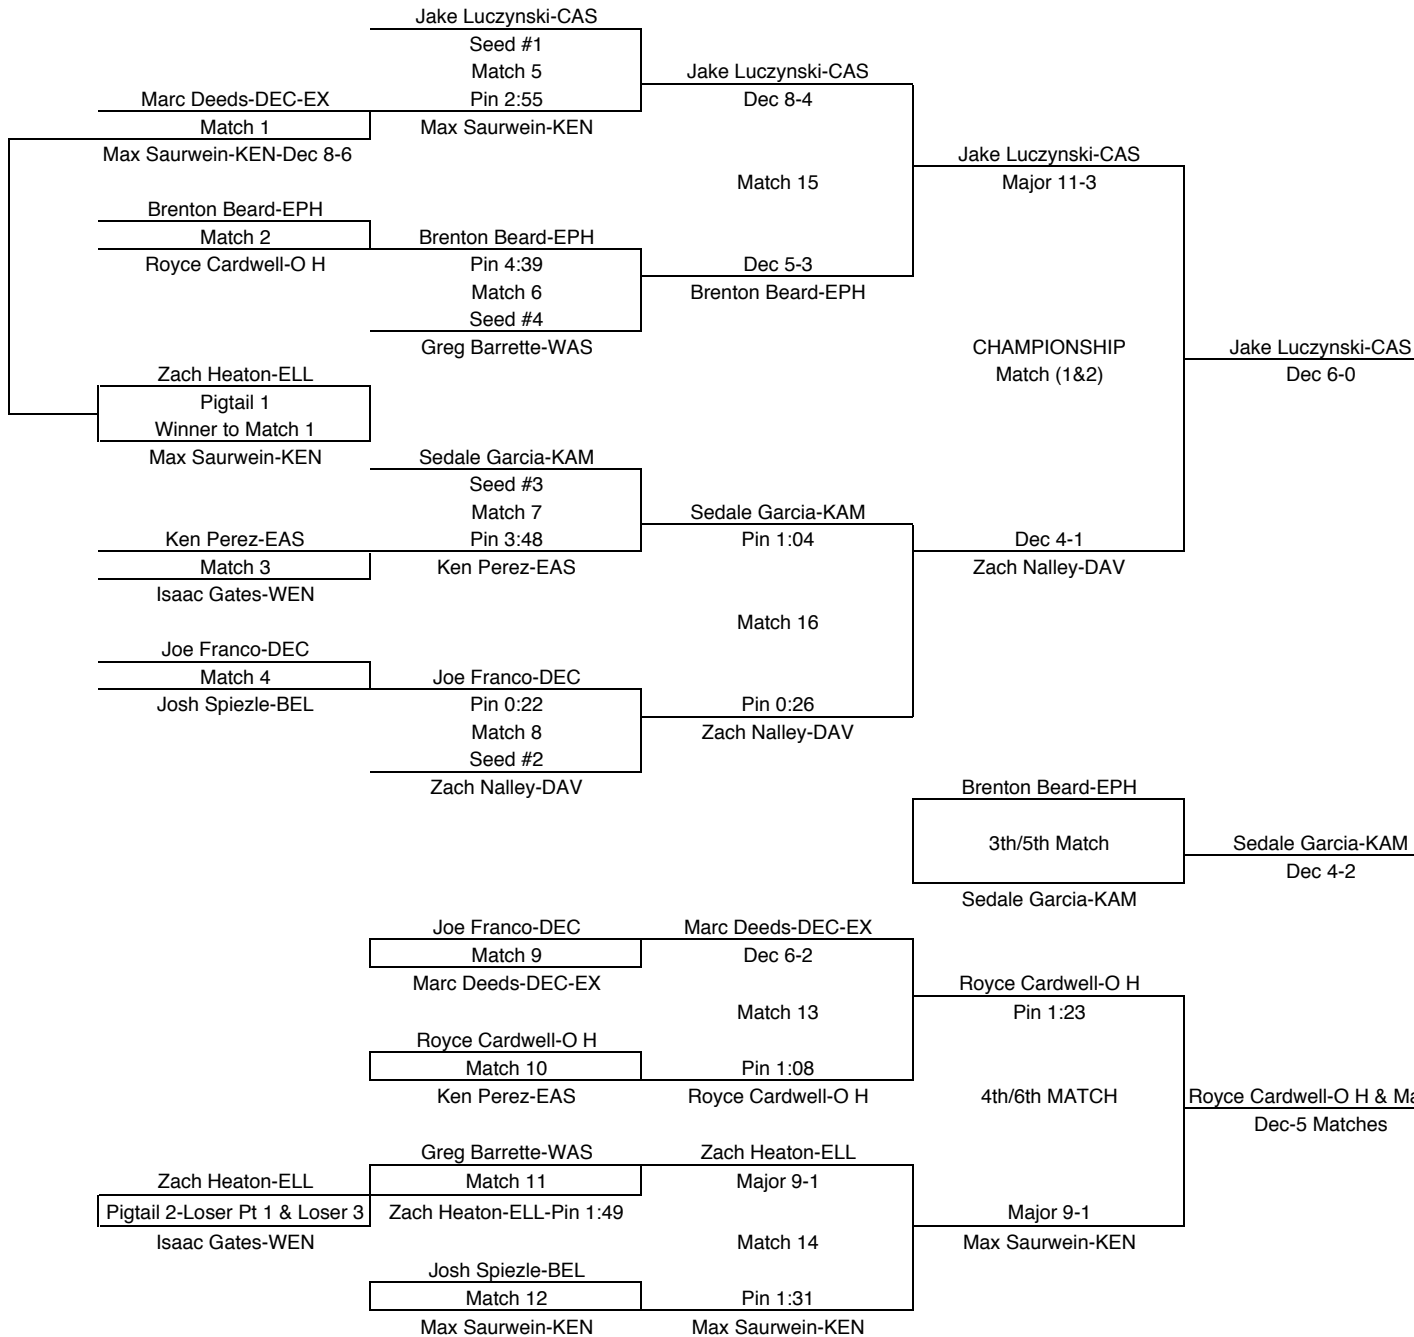 Jake Luczynski-CAS
Seed #1
Match 5
Jake Luczynski-CAS
Marc Deeds-DEC-EX
Pin 2:55
Dec 8-4
Match 1
Max Saurwein-KEN
Max Saurwein-KEN-Dec 8-6
Jake Luczynski-CAS
Match 15
Major 11-3
Brenton Beard-EPH
Match 2
Brenton Beard-EPH
Royce Cardwell-O H
Pin 4:39
Dec 5-3
Match 6
Brenton Beard-EPH
Seed #4
Greg Barrette-WAS
CHAMPIONSHIP
Jake Luczynski-CAS
Zach Heaton-ELL
Match (1&2)
Dec 6-0
Pigtail 1
Winner to Match 1
Max Saurwein-KEN
Sedale Garcia-KAM
Seed #3
Match 7
Sedale Garcia-KAM
Ken Perez-EAS
Pin 3:48
Pin 1:04
Dec 4-1
Match 3
Ken Perez-EAS
Zach Nalley-DAV
Isaac Gates-WEN
Match 16
Joe Franco-DEC
Match 4
Joe Franco-DEC
Josh Spiezle-BEL
Pin 0:22
Pin 0:26
Match 8
Zach Nalley-DAV
Seed #2
Zach Nalley-DAV
Brenton Beard-EPH
3th/5th Match
Sedale Garcia-KAM
Dec 4-2
Sedale Garcia-KAM
Joe Franco-DEC
Marc Deeds-DEC-EX
Match 9
Dec 6-2
Marc Deeds-DEC-EX
Royce Cardwell-O H
Match 13
Pin 1:23
Royce Cardwell-O H
Match 10
Pin 1:08
Ken Perez-EAS
Royce Cardwell-O H
4th/6th MATCH
Royce Cardwell-O H & Ma
Dec-5 Matches
Greg Barrette-WAS
Zach Heaton-ELL
Zach Heaton-ELL
Match 11
Major 9-1
Pigtail 2-Loser Pt 1 & Loser 3
Zach Heaton-ELL-Pin 1:49
Major 9-1
Isaac Gates-WEN
Match 14
Max Saurwein-KEN
Josh Spiezle-BEL
Match 12
Pin 1:31
Max Saurwein-KEN
Max Saurwein-KEN